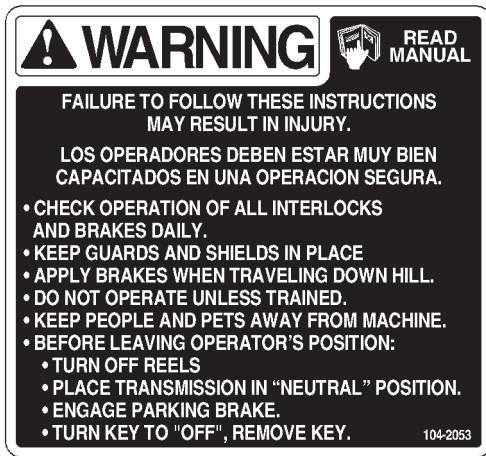 WARNING
READ
MANUAL
FAILURE TO FOLLOW THESE INSTRUCTIONS
MAY RESULT IN INJURY.
LOS OPERADORES DEBEN ESTAR MUY BIEN
CAPACITADOS EN UNA OPERACION SEGURA.
• CHECK OPERATION OF ALL INTERLOCKS
AND BRAKES DAILY.
• KEEP GUARDS AND SHIELDS IN PLACE
• APPLY BRAKES WHEN TRAVELING DOWN HILL.
• DO NOT OPERATE UNLESS TRAINED.
• KEEP PEOPLE AND PETS AWAY FROM MACHINE.
• BEFORE LEAVING OPERATOR'S POSITION:
• TURN OFF REELS
• PLACE TRANSMISSION IN “NEUTRAL” POSITION.
• ENGAGE PARKING BRAKE.
• TURN KEY TO "OFF", REMOVE KEY.
104-2053